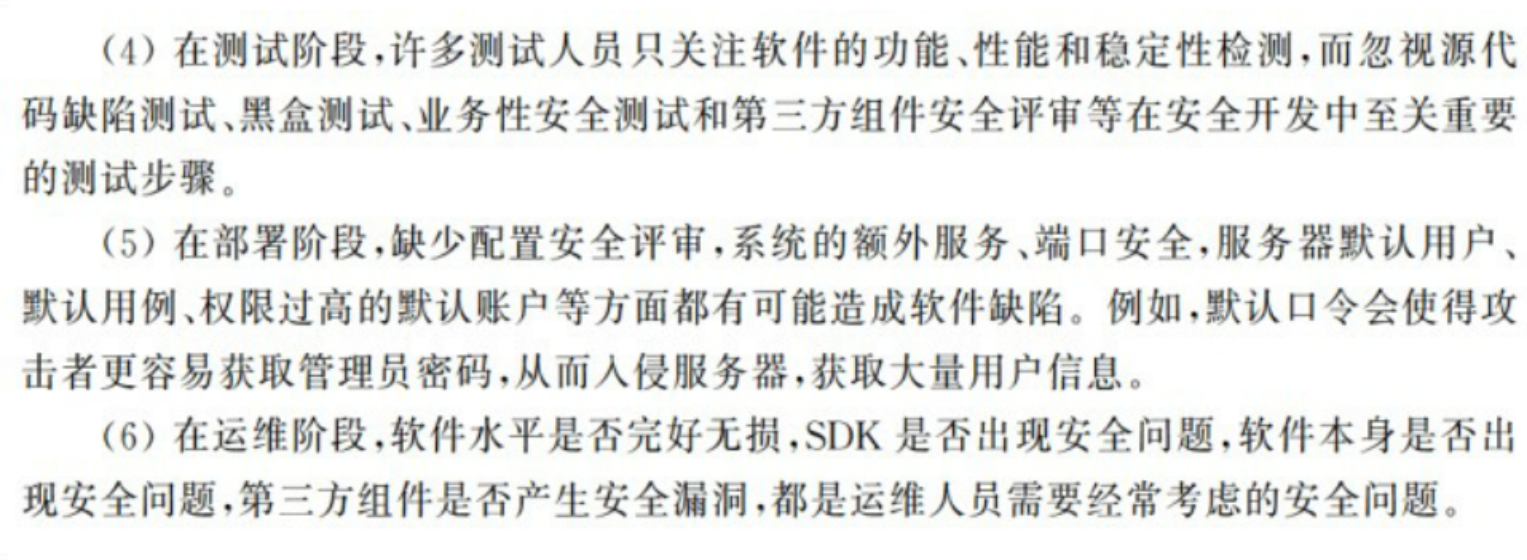 (4) 在测试阶段,许多测试人员只关注软件的功能、性能和稳定性检测,而忽视源代
码缺陷测试、黑盒测试、业务性安全测试和第三方组件安全评审等在安全开发中至关重要
的测试步骤。
(5) 在部署阶段,缺少配置安全评审,系统的额外服务、端口安全,服务器默认用户、
默认用例、权限过高的默认账户等方面都有可能造成软件缺陷。例如,默认口令会使得攻
击者更容易获取管理员密码,从而入侵服务器,获取大量用户信息。
(6) 在运维阶段,软件水平是否完好无损,SDK 是否出现安全问题,软件本身是否出
现安全问题,第三方组件是否产生安全漏洞,都是运维人员需要经常考虑的安全问题。